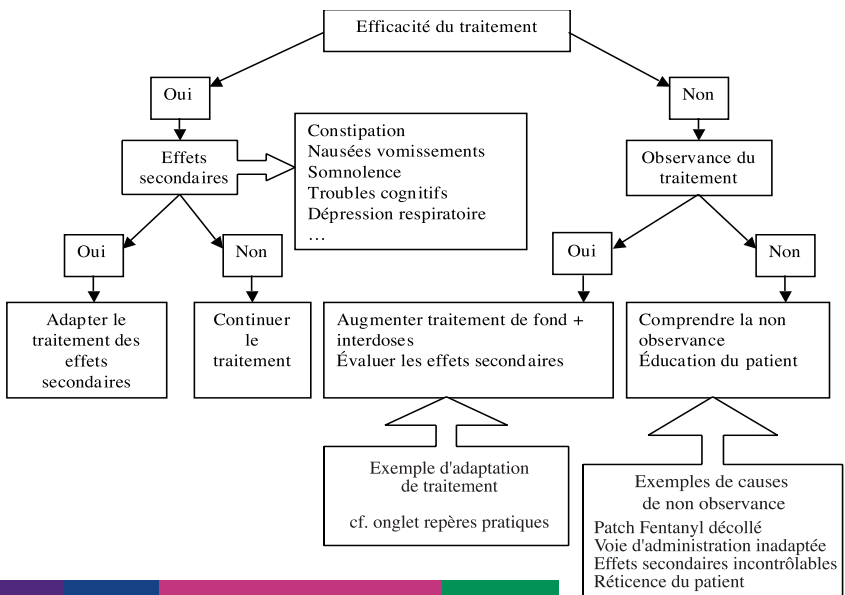 Efficacité du traitement
Oui
Non
Effets
secondaires
Constipation
Nausées vomissements
Somnolence
Troubles cognitifs
Dépression respiratoire
…
Observance du
traitement
Oui
Non
Oui
Non
Adapter le
traitement des
effets
secondaires
Continuer
le
traitement
Augmenter traitement de fond +
interdoses
Évaluer les effets secondaires
Comprendre la non
observance
Éducation du patient
Exemple d'adaptation
de traitement
cf. onglet repères pratiques
Exemples de causes
de non observance
Patch Fentanyl décollé
Voie d'administration inadaptée
Effets secondaires incontrôlables
Réticence du patient